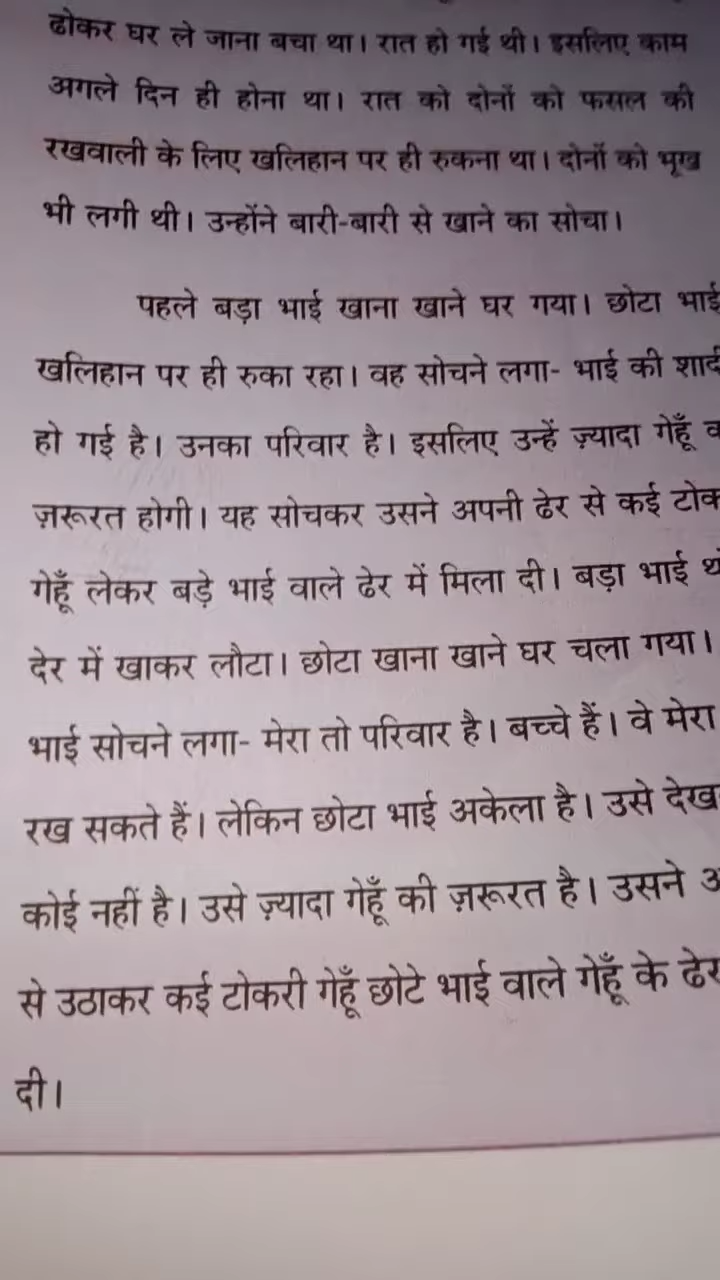 ढोकर घर ले जाना बचा था। रात हो गई थी। इसलिए काम
अगले दिन ही होना था। रात को दोनों को फसल की
रखवाली के लिए खलिहान पर ही रुकना था। दोनों को भूख
भी लगी थी। उन्होंने बारी-बारी से खाने का सोचा।
पहले बड़ा भाई खाना खाने घर गया। छोटा भाई
खलिहान पर ही रुका रहा। वह सोचने लगा- भाई की
हो गई है। उनका परिवार है। इसलिए उन्हें ज़्यादा गेहूँ
ज़रूरत होगी। यह सोचकर उसने अपनी ढेर से कई
गेहूँ लेकर बड़े भाई वाले ढेर में मिला दी। बड़ा भाई
देर में खाकर लौटा। छोटा खाना खाने घर चला गया।
भाई सोचने लगा- मेरा तो परिवार है। बच्चे हैं। वे मेरा
रख सकते हैं। लेकिन छोटा भाई अकेला है। उसे
कोई नहीं है। उसे ज़्यादा गेहूँ की ज़रूरत है। उसने
से उठाकर कई टोकरी गेहूँ छोटे भाई वाले गेहूँ के ढेर
दी।